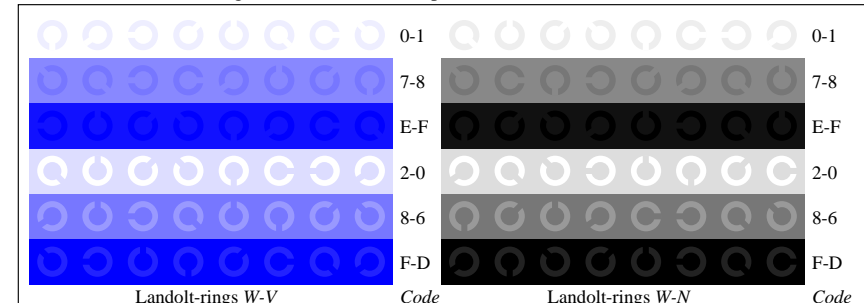 0-1 0-1
7-8 7-8
E-F E-F
2-0 2-0
8-6 8-6
F-D F-D
Landolt-rings W-V Code Landolt-rings W-N Code